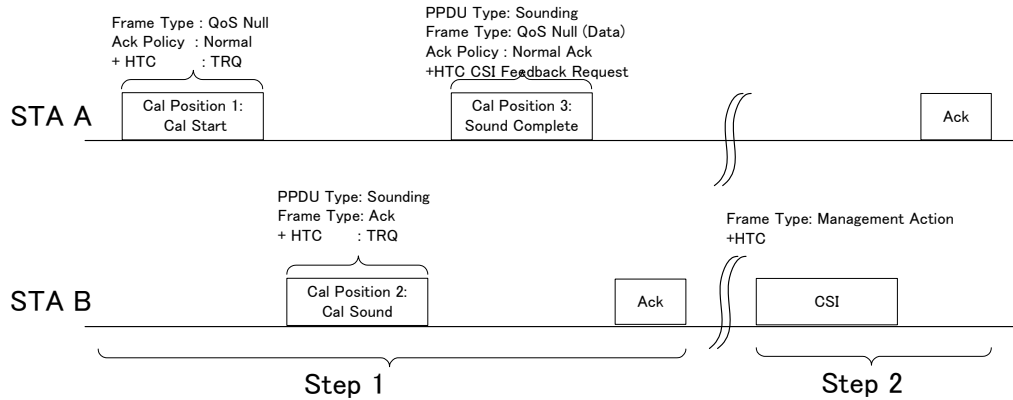 Frame Type : QoS Null
Ack Policy : Normal
+ HTC : TRQ
PPDU Type: Sounding
Frame Type: QoS Null (Data)
Ack Policy : Normal Ack
+HTC CSI Feedback Request
STA A
Cal Position 1:
Cal Start
Cal Position 3:
Sound Complete
Ack
PPDU Type: Sounding
Frame Type: Ack
+ HTC : TRQ
Frame Type: Management Action
+HTC
STA B
Cal Position 2:
Cal Sound
Ack
CSI
Step 1
Step 2